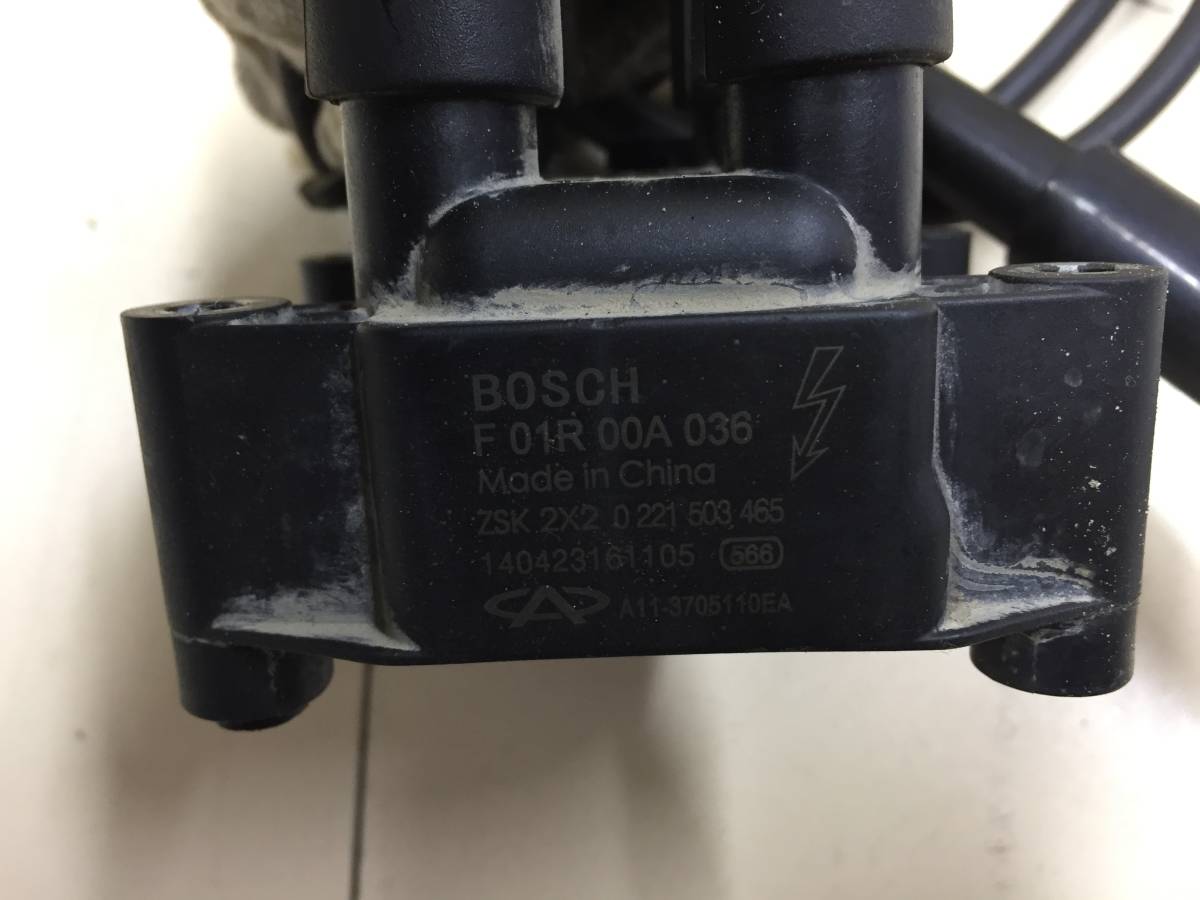 BOSCH
F 01R 00A 036
Made in China
ZSK 2X2 0 221 503 465
140423161105 566
A11-3705110EA